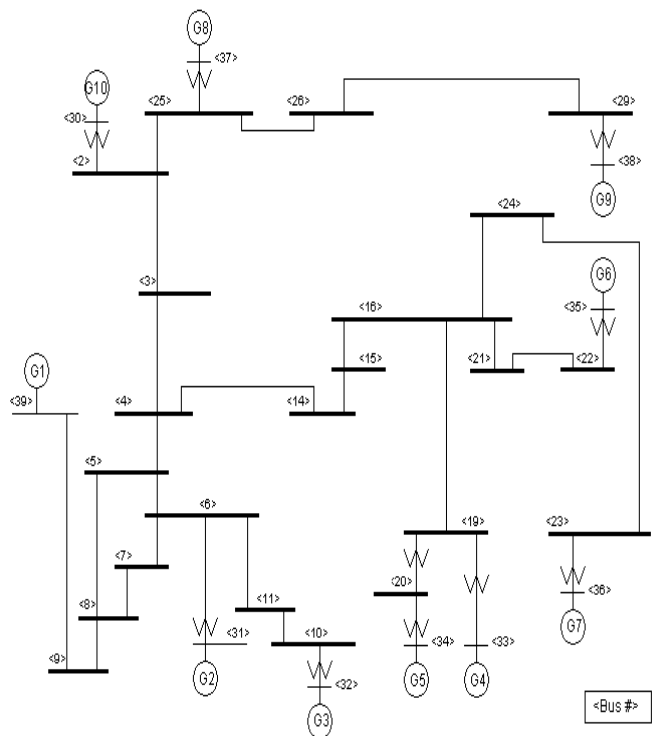 G8
<37>
G10
<25>
<26>
<29>
<30>
<2>
<38>
G9
<24>
G6
<3>
<16>
<35>
<15>
<21>
<22>
G1
<39>
<4>
<14>
<5>
<6>
<19>
<23>
<7>
<20>
<8>
<11>
<36>
<31>
<10>
<34>
<33>
G7
<9>
G2
<32>
G5
G4
G3
<Bus #>